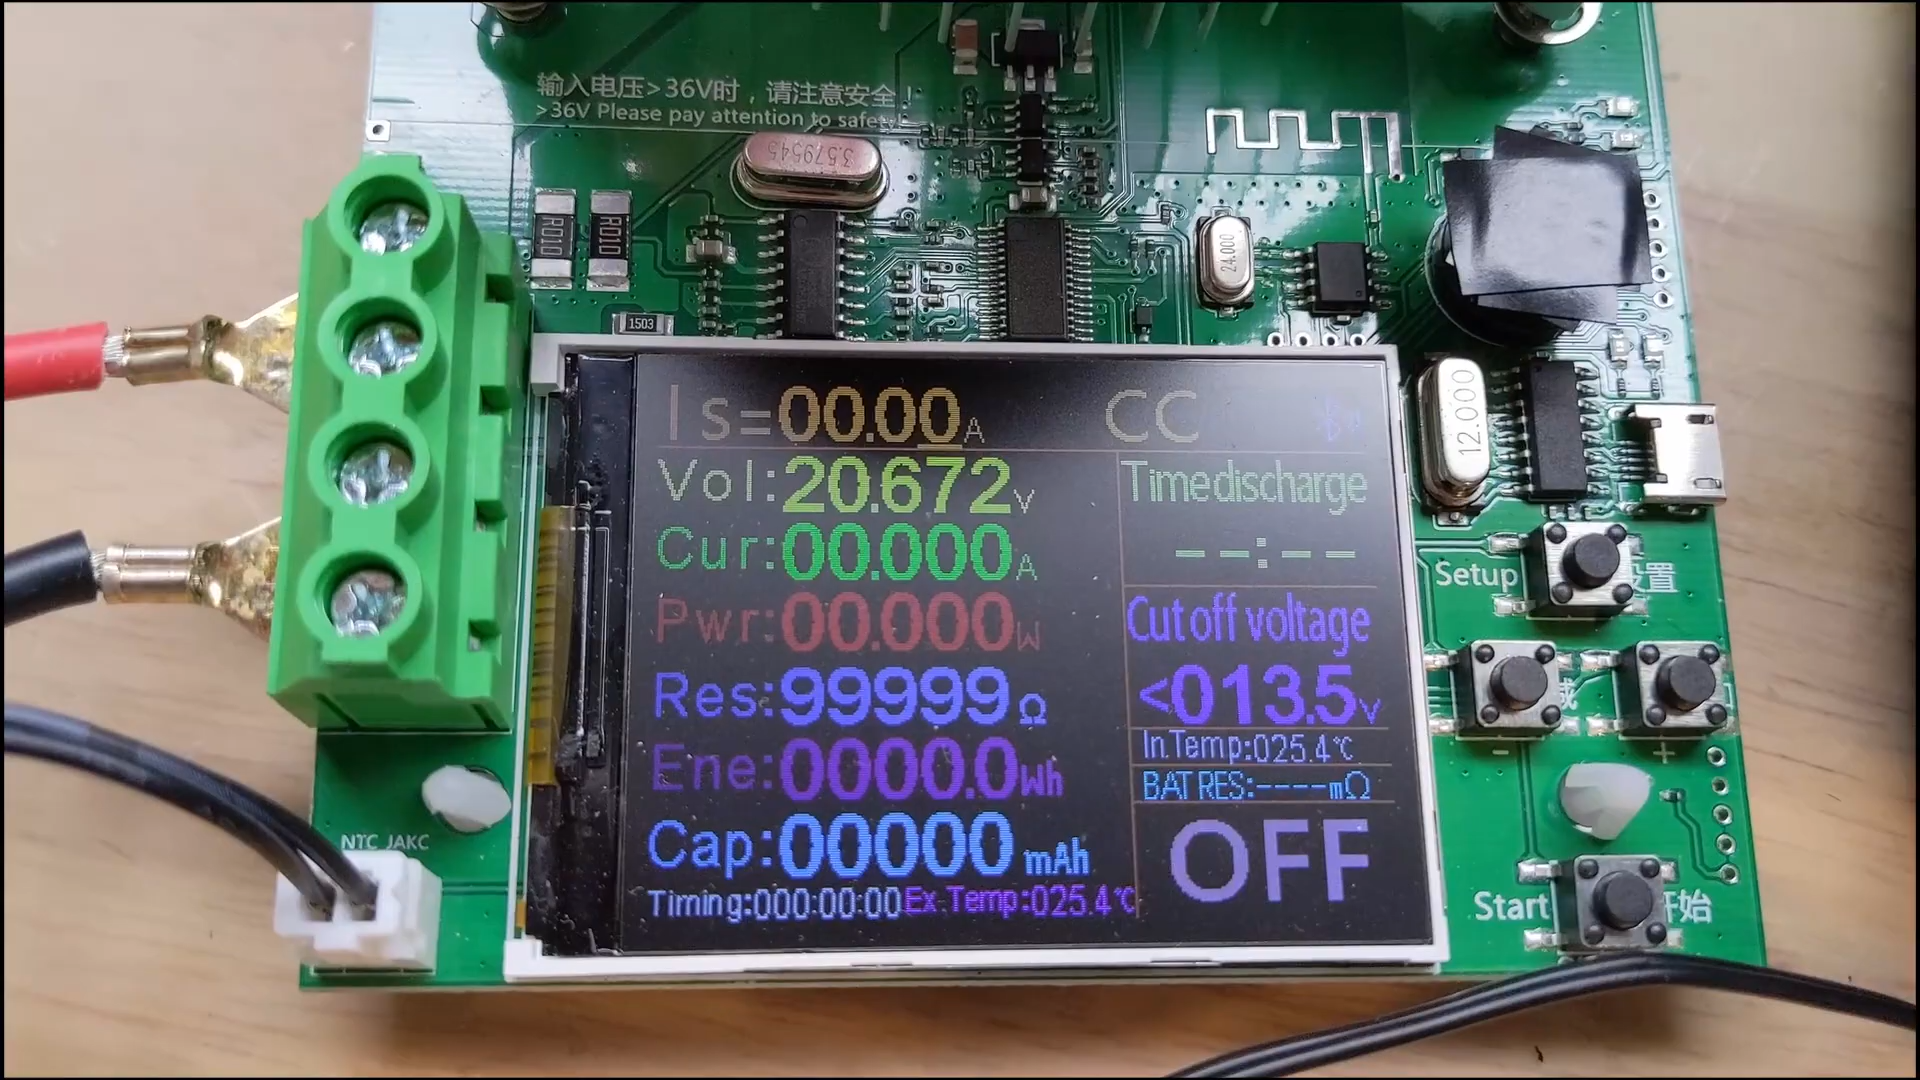 输入电压>36V时，请注意安全！
>36V Please pay attention to safety!
3.579545
R010
R010
24.000
1503
12.000
Is=00.00A CC
Vol:20.672V
Cur:00.000A
Pwr:00.000W
Res:99999Ω
Ene:0000.0Wh
Cap:00000mAh
Timing:000:00:00 Ex.Temp:025.4℃
Time discharge
--:--
Cut off voltage
<013.5V
In.Temp:025.4℃
BAT RES:----mΩ
OFF
Setup 置
减
-
+
Start 开始
NTC JAKC